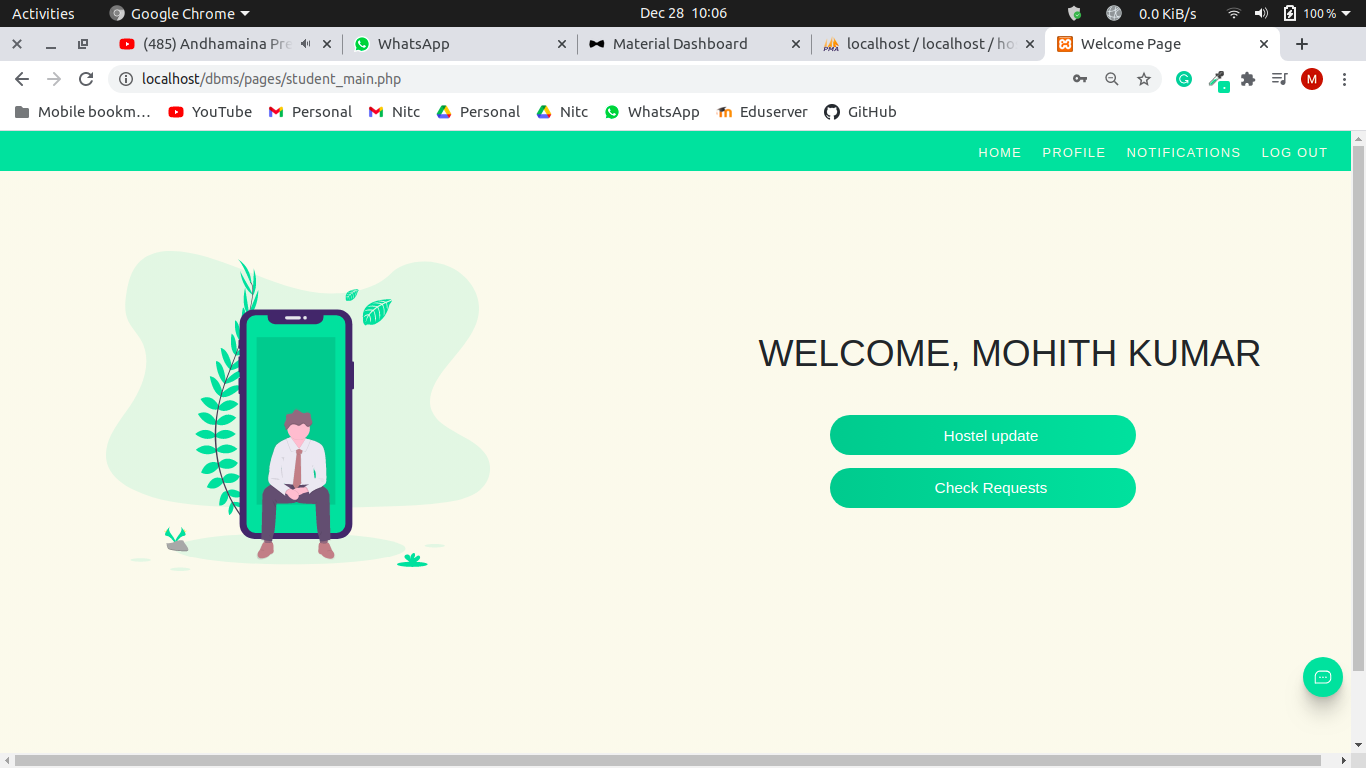 Activities Google Chrome Dec 28 10:06 0.0 KiB/s 100 %
(485) Andhamaina Pre WhatsApp Material Dashboard localhost / localhost / ho Welcome Page
localhost/dbms/pages/student_main.php M
Mobile bookm… YouTube Personal Nitc Personal Nitc WhatsApp Eduserver GitHub
HOME PROFILE NOTIFICATIONS LOG OUT
WELCOME, MOHITH KUMAR
Hostel update
Check Requests